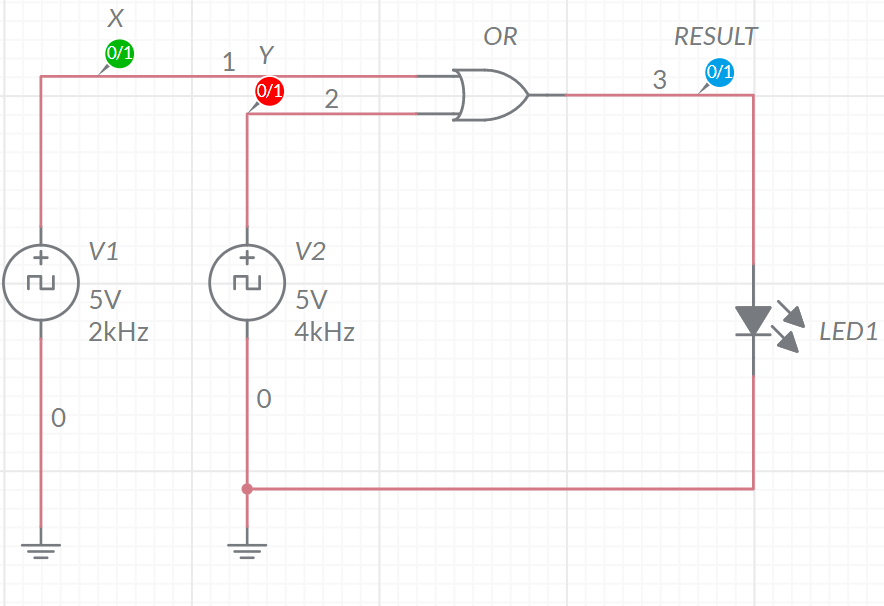 X
0/1
1
Y
0/1
2
OR
RESULT
3
0/1
V1
5V
2kHz
V2
5V
4kHz
LED1
0
0